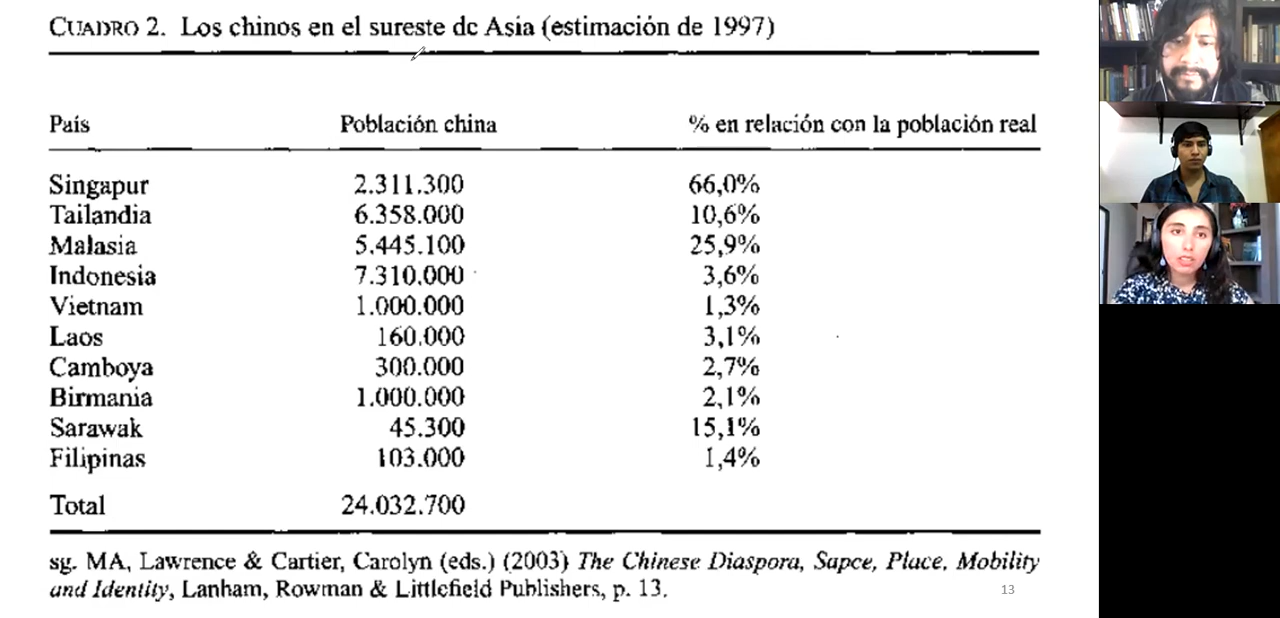 CUADRO 2. Los chinos en el sureste de Asia (estimación de 1997)
País Población china % en relación con la población real
Singapur 2.311.300 66,0%
Tailandia 6.358.000 10,6%
Malasia 5.445.100 25,9%
Indonesia 7.310.000 3,6%
Vietnam 1.000.000 1,3%
Laos 160.000 3,1%
Camboya 300.000 2,7%
Birmania 1.000.000 2,1%
Sarawak 45.300 15,1%
Filipinas 103.000 1,4%
Total 24.032.700
sg. MA, Lawrence & Cartier, Carolyn (eds.) (2003) The Chinese Diaspora, Sapce, Place, Mobility
and Identity, Lanham, Rowman & Littlefield Publishers, p. 13.
13